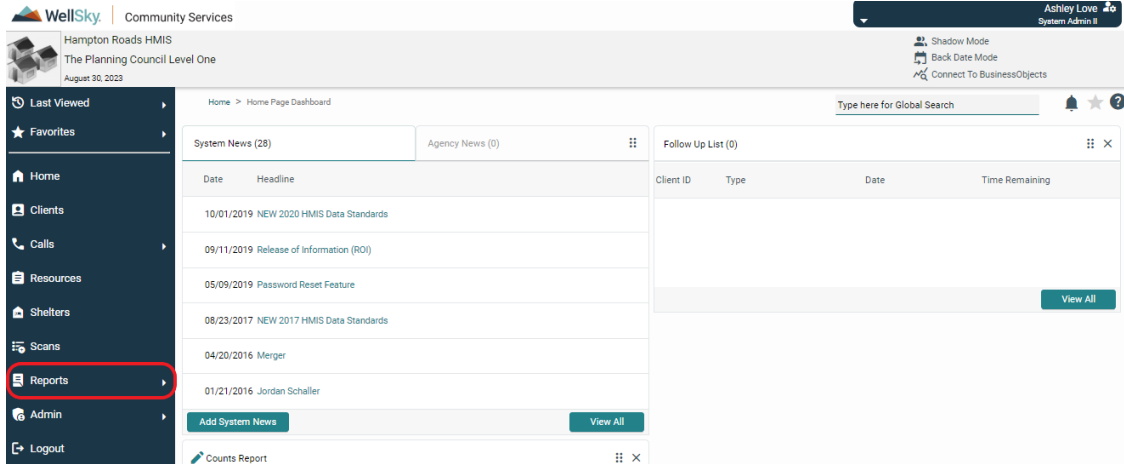 WellSky. Community Services
Ashley Love
System Admin II
Hampton Roads HMIS
The Planning Council Level One
August 30, 2023
Shadow Mode
Back Date Mode
Connect To BusinessObjects
Last Viewed
Favorites
Home
Clients
Calls
Resources
Shelters
Scans
Reports
Admin
Logout
Home > Home Page Dashboard
Type here for Global Search
System News (28) Agency News (0)
Date Headline
10/01/2019 NEW 2020 HMIS Data Standards
09/11/2019 Release of Information (ROI)
05/09/2019 Password Reset Feature
08/23/2017 NEW 2017 HMIS Data Standards
04/20/2016 Merger
01/21/2016 Jordan Schaller
Add System News View All
Counts Report
Follow Up List (0)
Client ID Type Date Time Remaining
View All